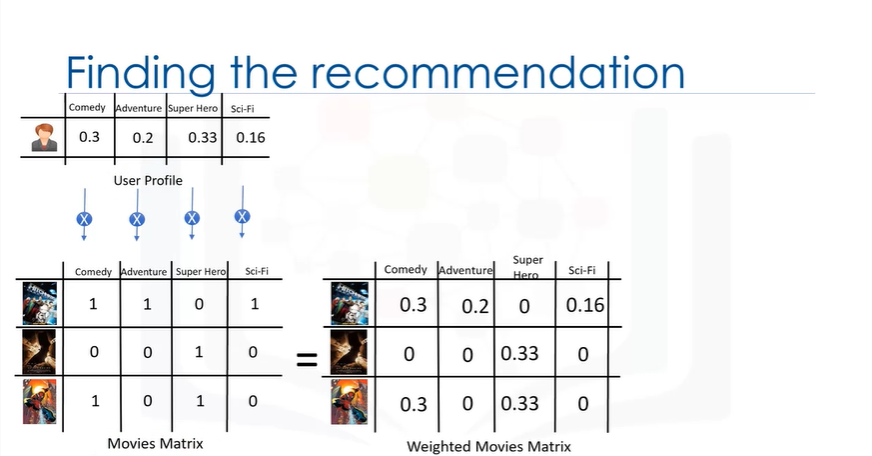 Finding the recommendation
Comedy Adventure Super Hero Sci-Fi
0.3 0.2 0.33 0.16
User Profile
X X X X
Comedy Adventure Super Hero Sci-Fi
1 1 0 1
0 0 1 0
1 0 1 0
Movies Matrix
=
Comedy Adventure Super Hero Sci-Fi
0.3 0.2 0 0.16
0 0 0.33 0
0.3 0 0.33 0
Weighted Movies Matrix